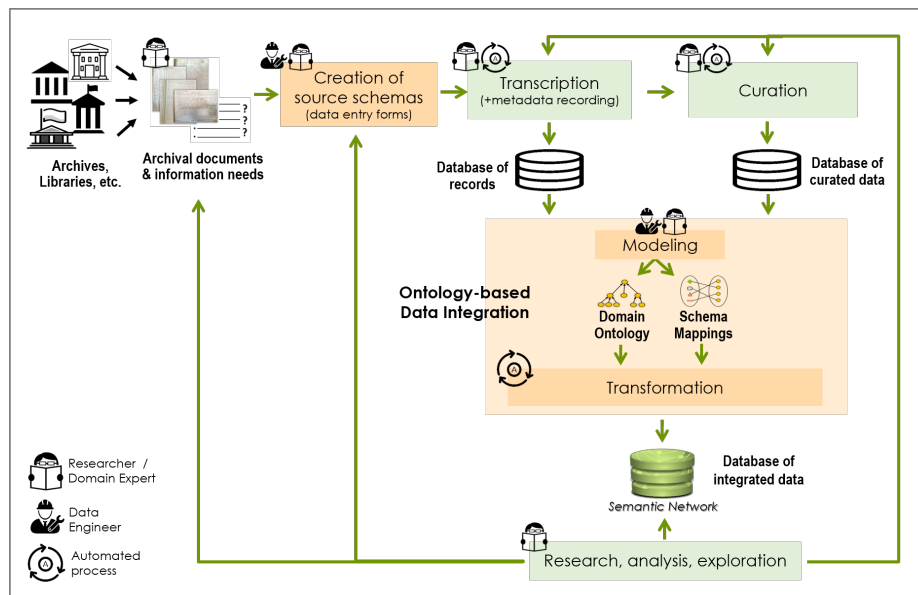 Archives,
Libraries, etc.
?
?
?
?
Archival documents
& information needs
Creation of
source schemas
(data entry forms)
A
Transcription
(+metadata recording)
A
Curation
Database of
records
Database of
curated data
Ontology-based
Data Integration
Modeling
Domain
Ontology
Schema
Mappings
A
Transformation
Database of
integrated data
Semantic Network
Research, analysis, exploration
Researcher /
Domain Expert
Data
Engineer
A
Automated
process